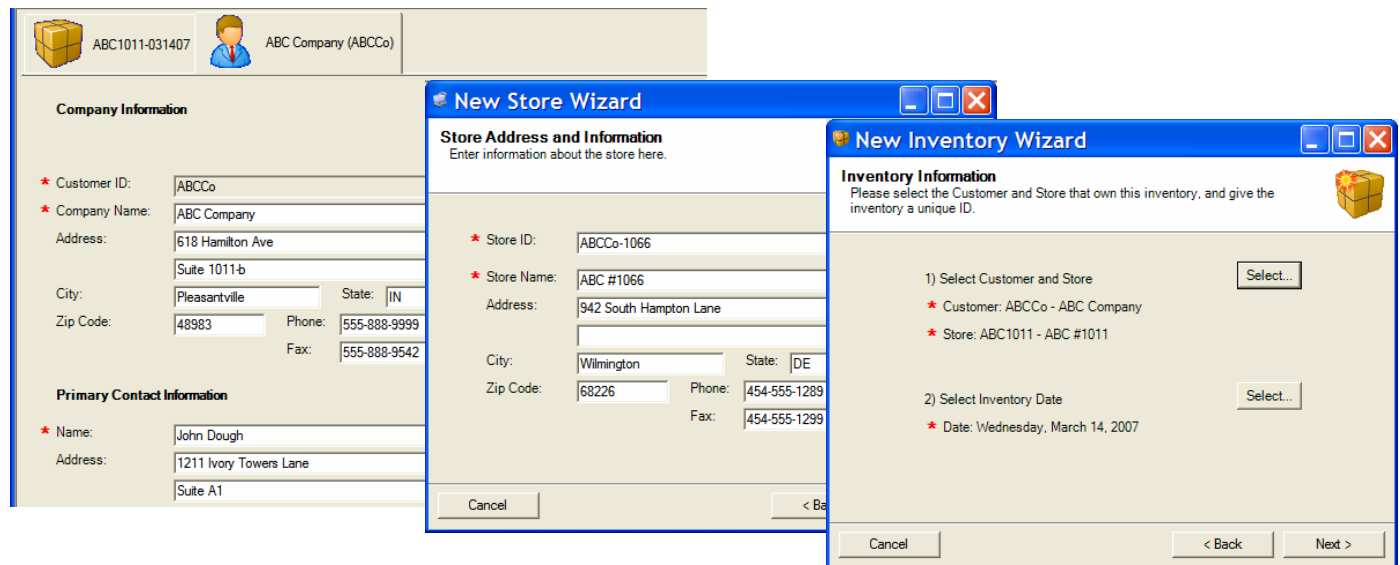 ABC1011-031407
ABC Company (ABCCo)
Company Information
* Customer ID: ABCCo
* Company Name: ABC Company
Address: 618 Hamilton Ave
Suite 1011-b
City: Pleasantville State: IN
Zip Code: 48983 Phone: 555-888-9999
Fax: 555-888-9542
Primary Contact Information
* Name: John Dough
Address: 1211 Ivory Towers Lane
Suite A1
New Store Wizard
Store Address and Information
Enter information about the store here.
* Store ID: ABCCo-1066
* Store Name: ABC #1066
Address: 942 South Hampton Lane
City: Wilmington State: DE
Zip Code: 68226 Phone: 454-555-1289
Fax: 454-555-1299
Cancel < Ba
New Inventory Wizard
Inventory Information
Please select the Customer and Store that own this inventory, and give the
inventory a unique ID.
1) Select Customer and Store Select...
* Customer: ABCCo - ABC Company
* Store: ABC1011 - ABC #1011
2) Select Inventory Date Select...
* Date: Wednesday, March 14, 2007
Cancel < Back Next >